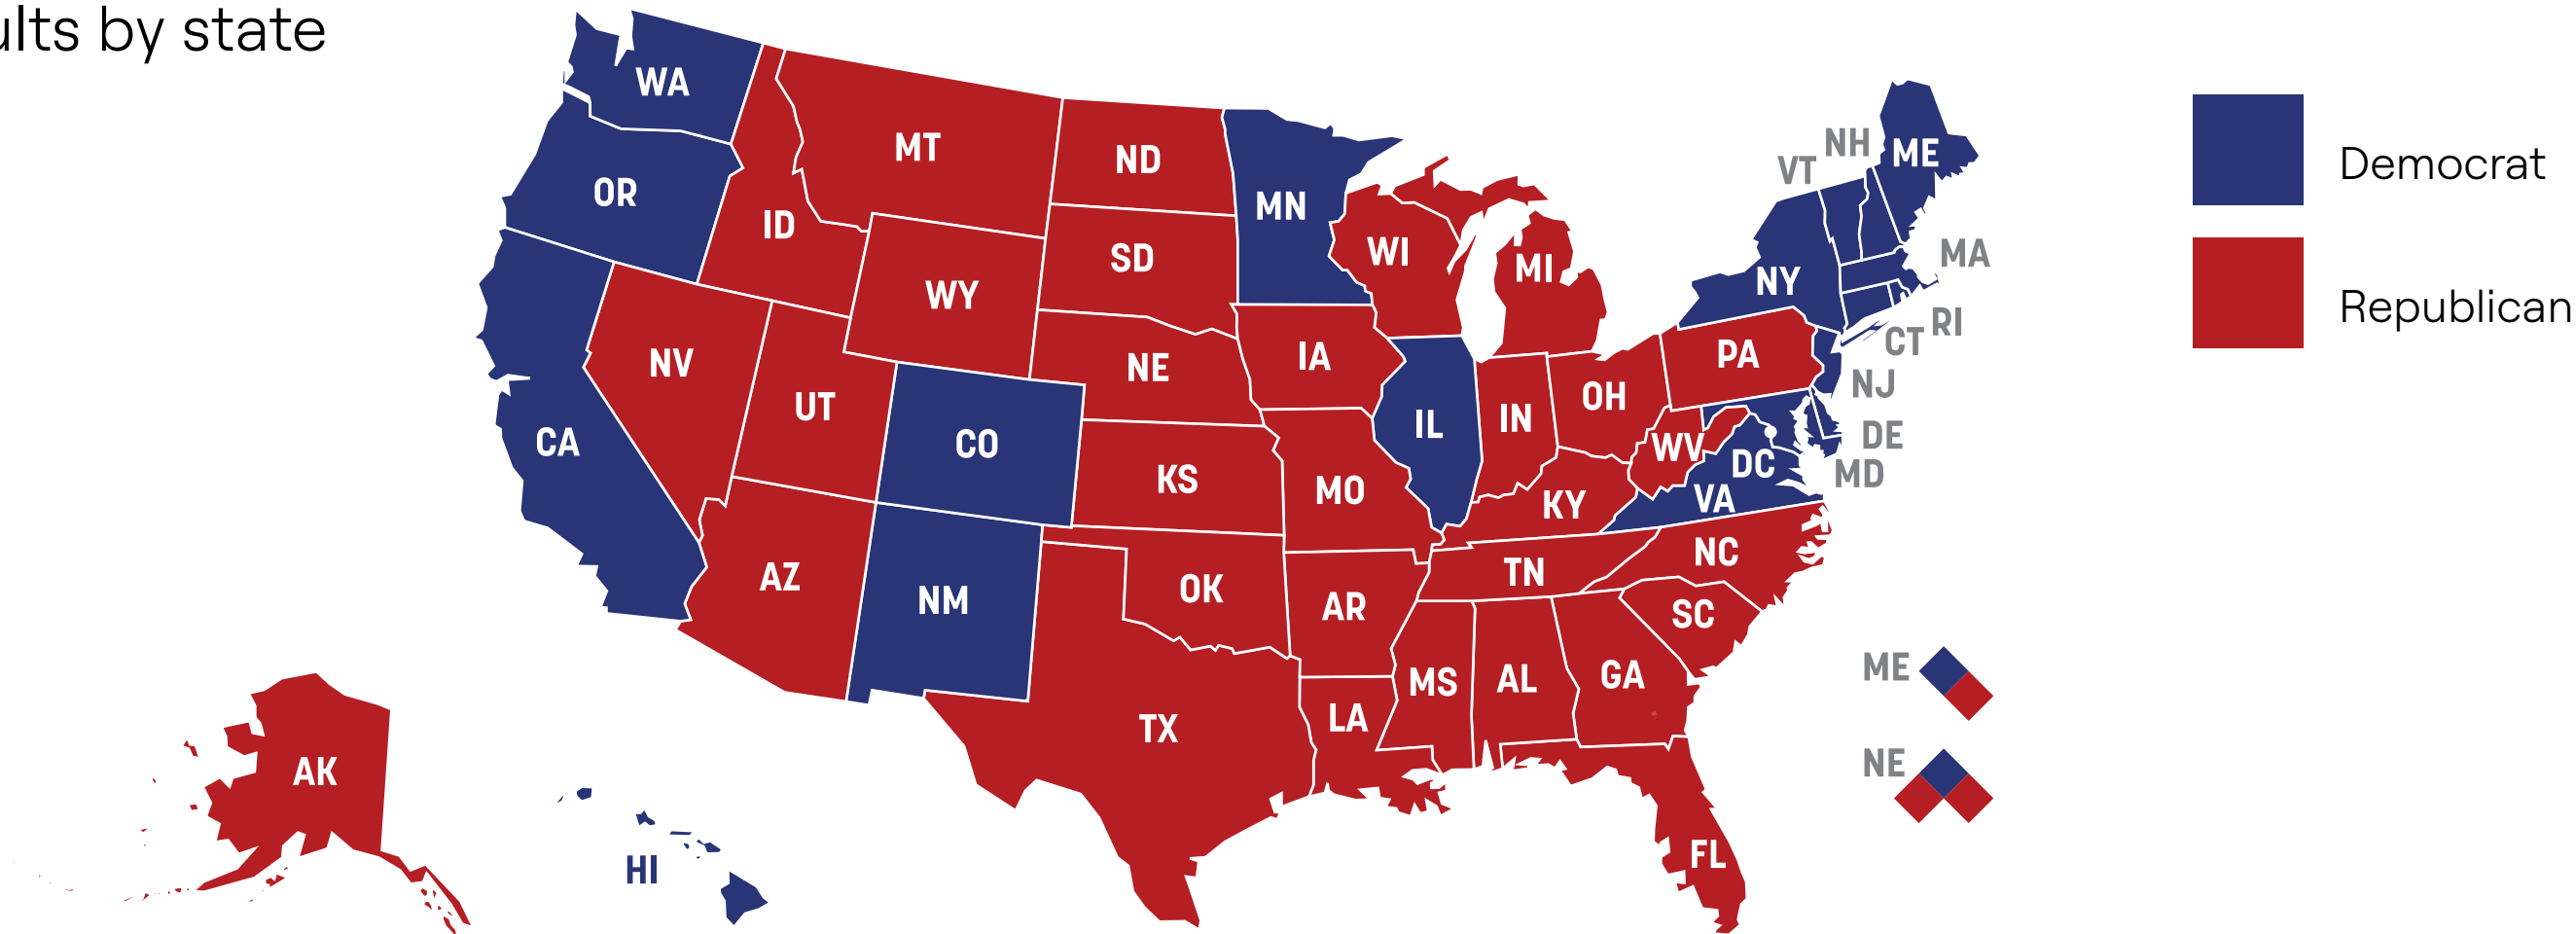 ults by state
WA
OR
CA
NV
ID
MT
WY
UT
AZ
CO
NM
ND
SD
NE
KS
OK
TX
MN
IA
MO
AR
LA
WI
IL
MI
IN
OH
KY
TN
MS
AL
GA
FL
SC
NC
VA
WV
DC
PA
NY
VT
NH
ME
MA
RI
CT
NJ
DE
MD
AK
HI
ME
NE
Democrat
Republican